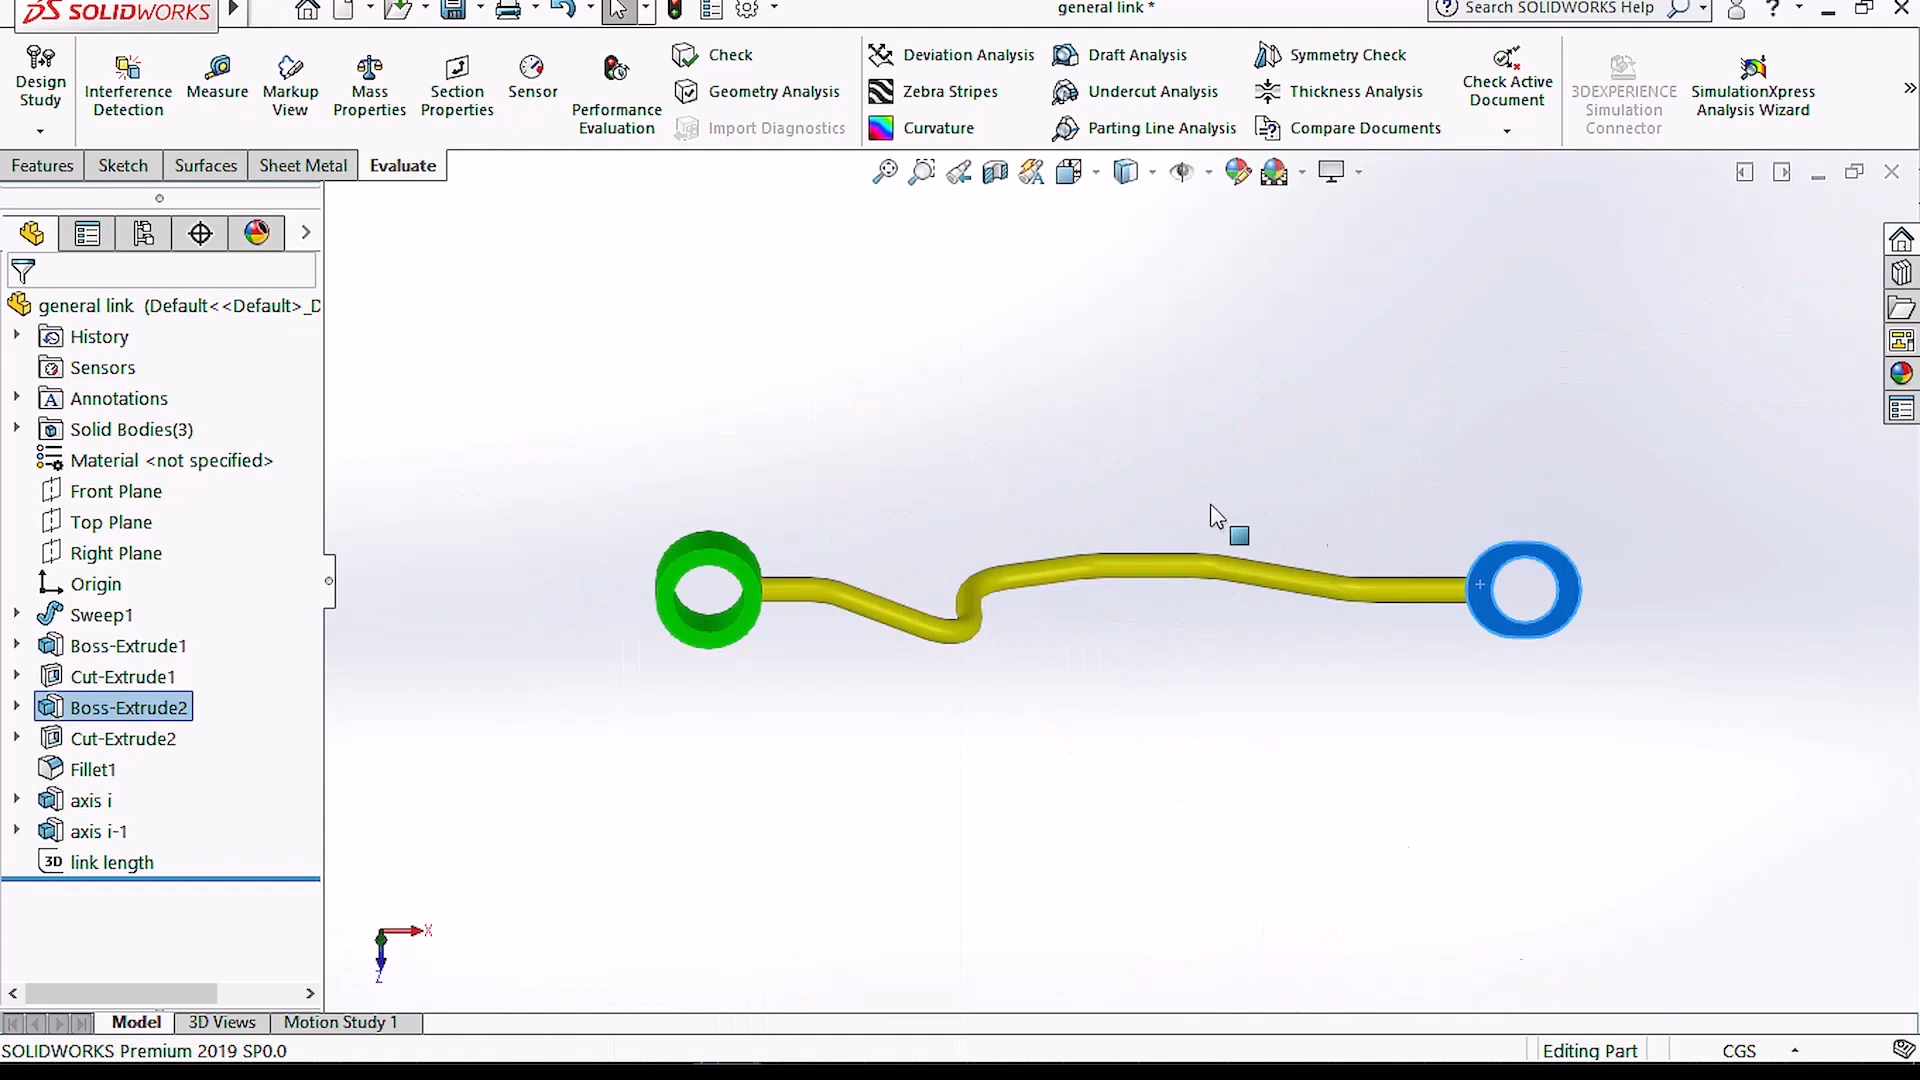 SOLIDWORKS
general link *
Search SOLIDWORKS Help
Design Study
Interference Detection
Measure
Markup View
Mass Properties
Section Properties
Sensor
Performance Evaluation
Check
Geometry Analysis
Import Diagnostics
Deviation Analysis
Zebra Stripes
Curvature
Draft Analysis
Undercut Analysis
Parting Line Analysis
Symmetry Check
Thickness Analysis
Compare Documents
Check Active Document
3DEXPERIENCE Simulation Connector
SimulationXpress Analysis Wizard
Features
Sketch
Surfaces
Sheet Metal
Evaluate
general link (Default<<Default>_D
History
Sensors
Annotations
Solid Bodies(3)
Material <not specified>
Front Plane
Top Plane
Right Plane
Origin
Sweep1
Boss-Extrude1
Cut-Extrude1
Boss-Extrude2
Cut-Extrude2
Fillet1
axis i
axis i-1
3D link length
X
Z
Model
3D Views
Motion Study 1
SOLIDWORKS Premium 2019 SP0.0
Editing Part
CGS